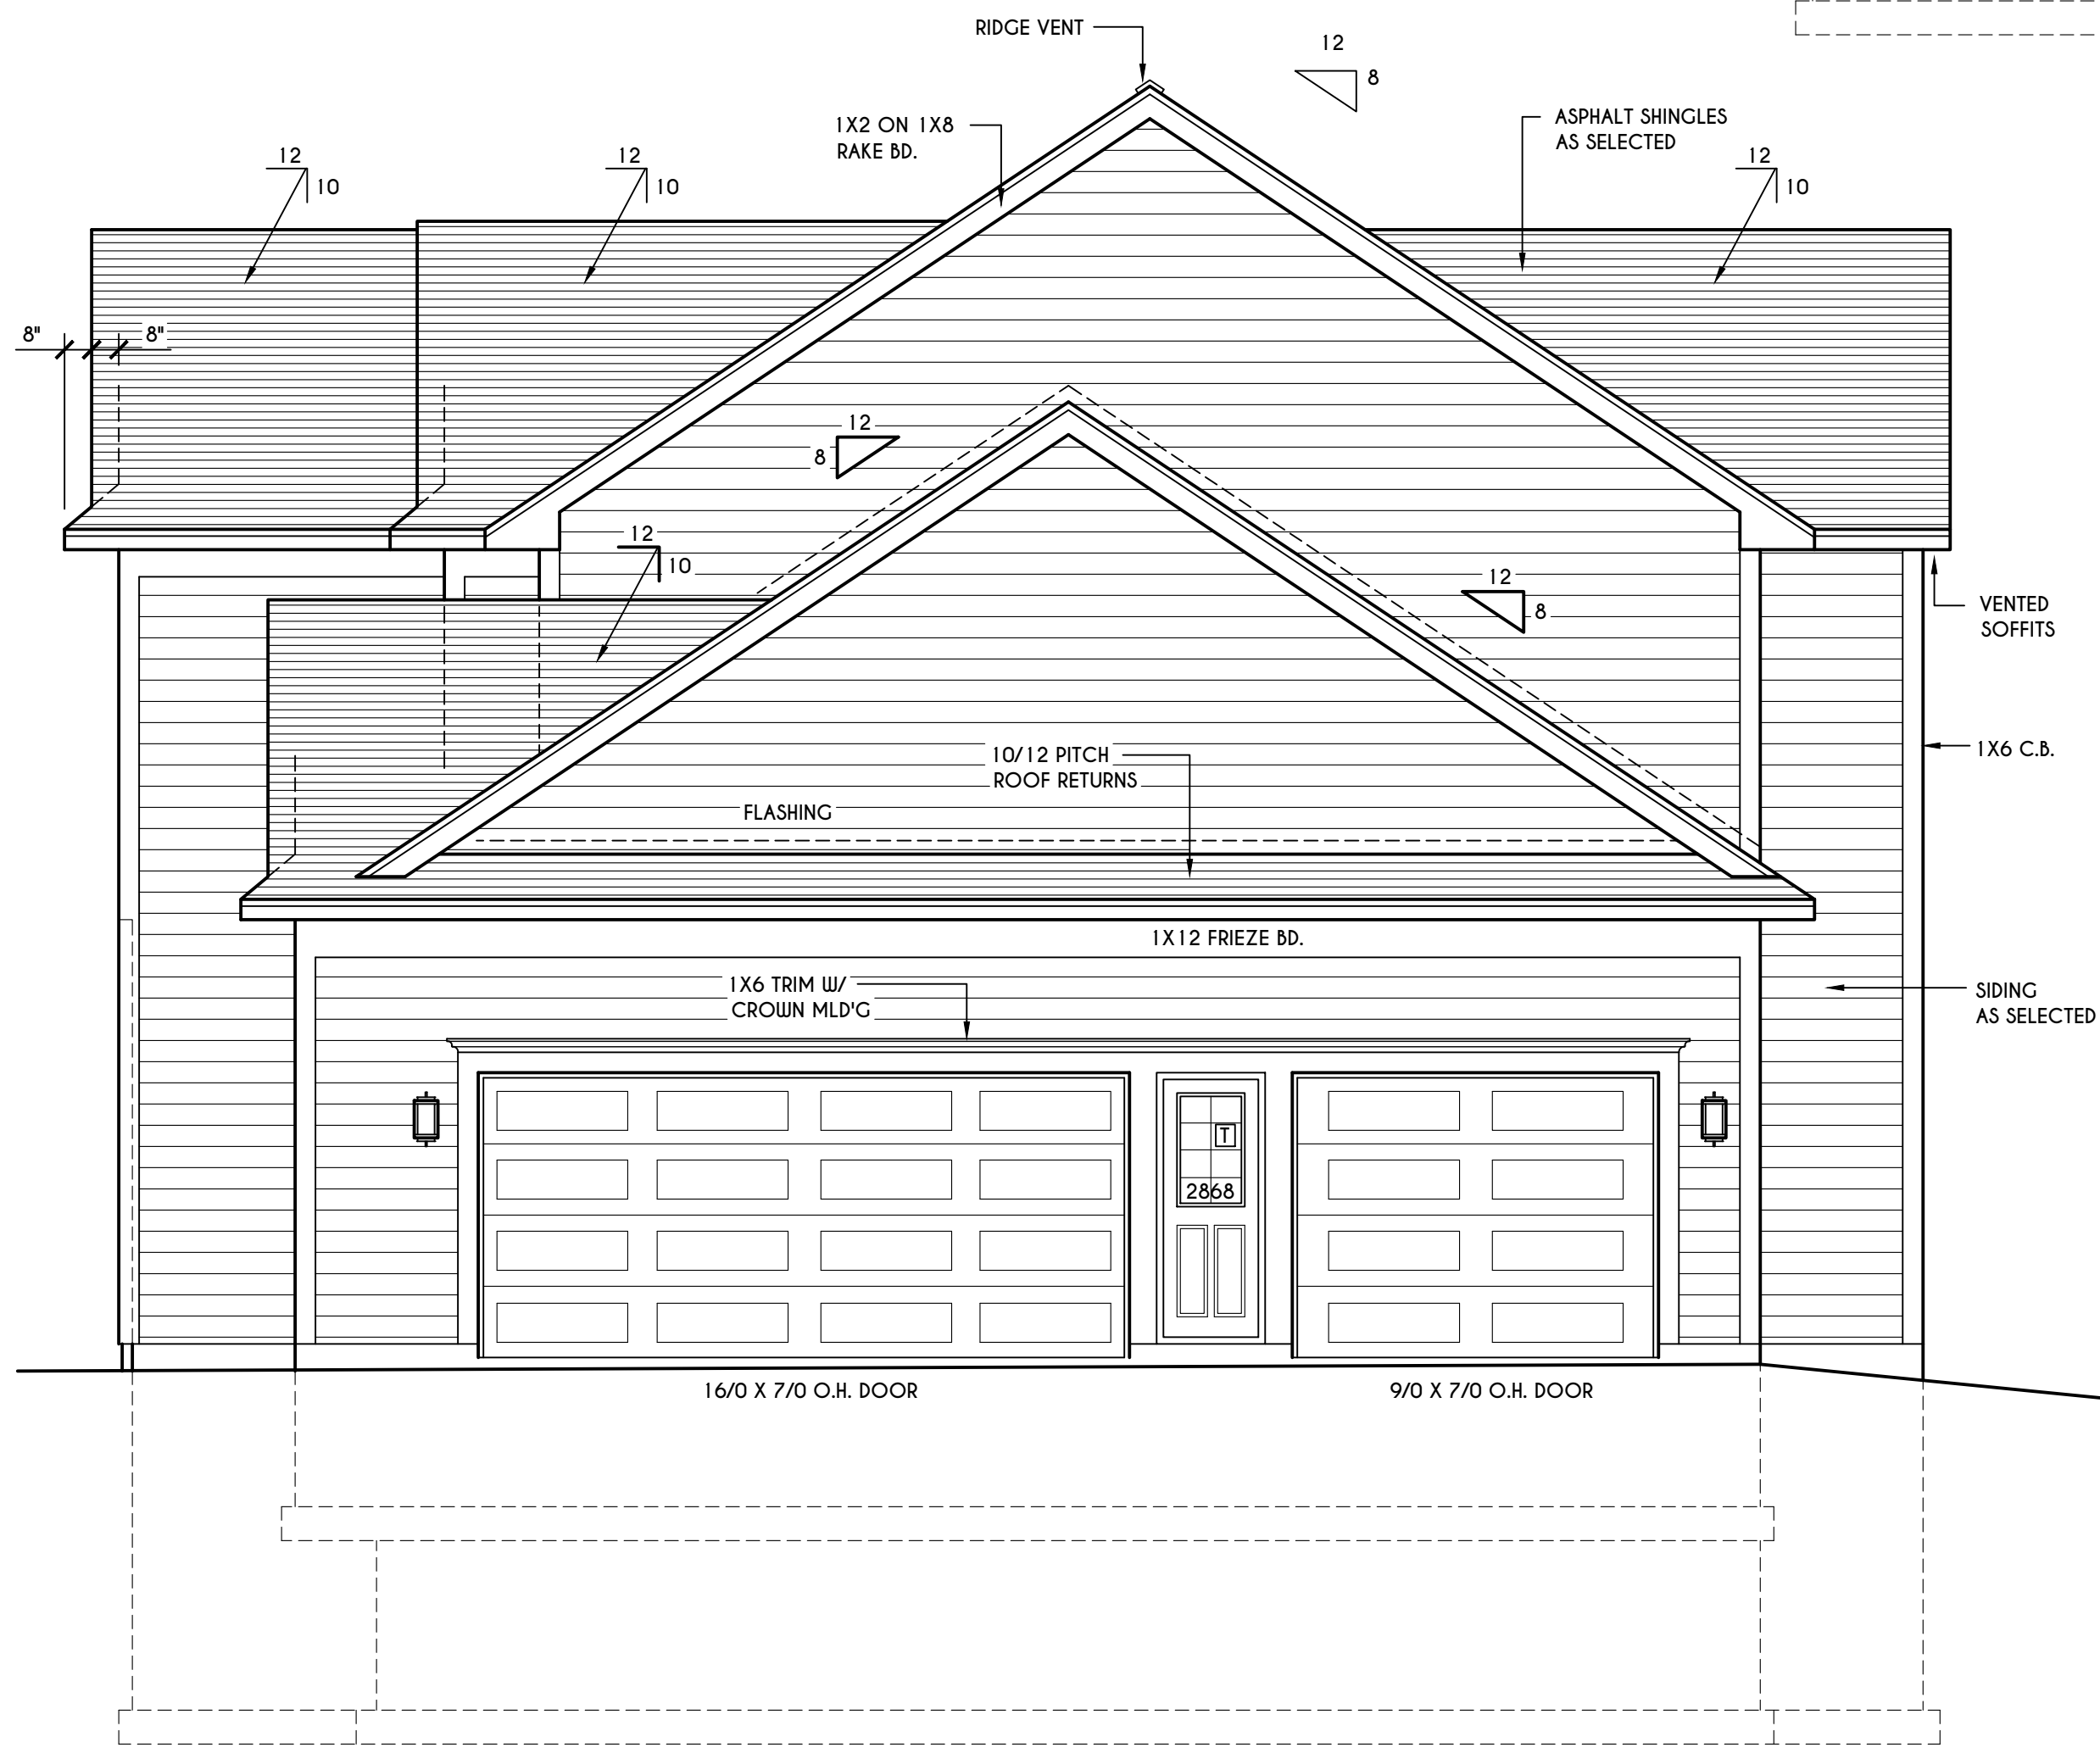 RIDGE VENT
12
8
1X2 ON 1X8
RAKE BD.
ASPHALT SHINGLES
AS SELECTED
12
10
12
10
12
10
8"
8"
12
8
12
10
12
8
VENTED
SOFFITS
1X6 C.B.
10/12 PITCH
ROOF RETURNS
FLASHING
1X12 FRIEZE BD.
1X6 TRIM W/
CROWN MLD'G
SIDING
AS SELECTED
T
2868
16/0 X 7/0 O.H. DOOR
9/0 X 7/0 O.H. DOOR